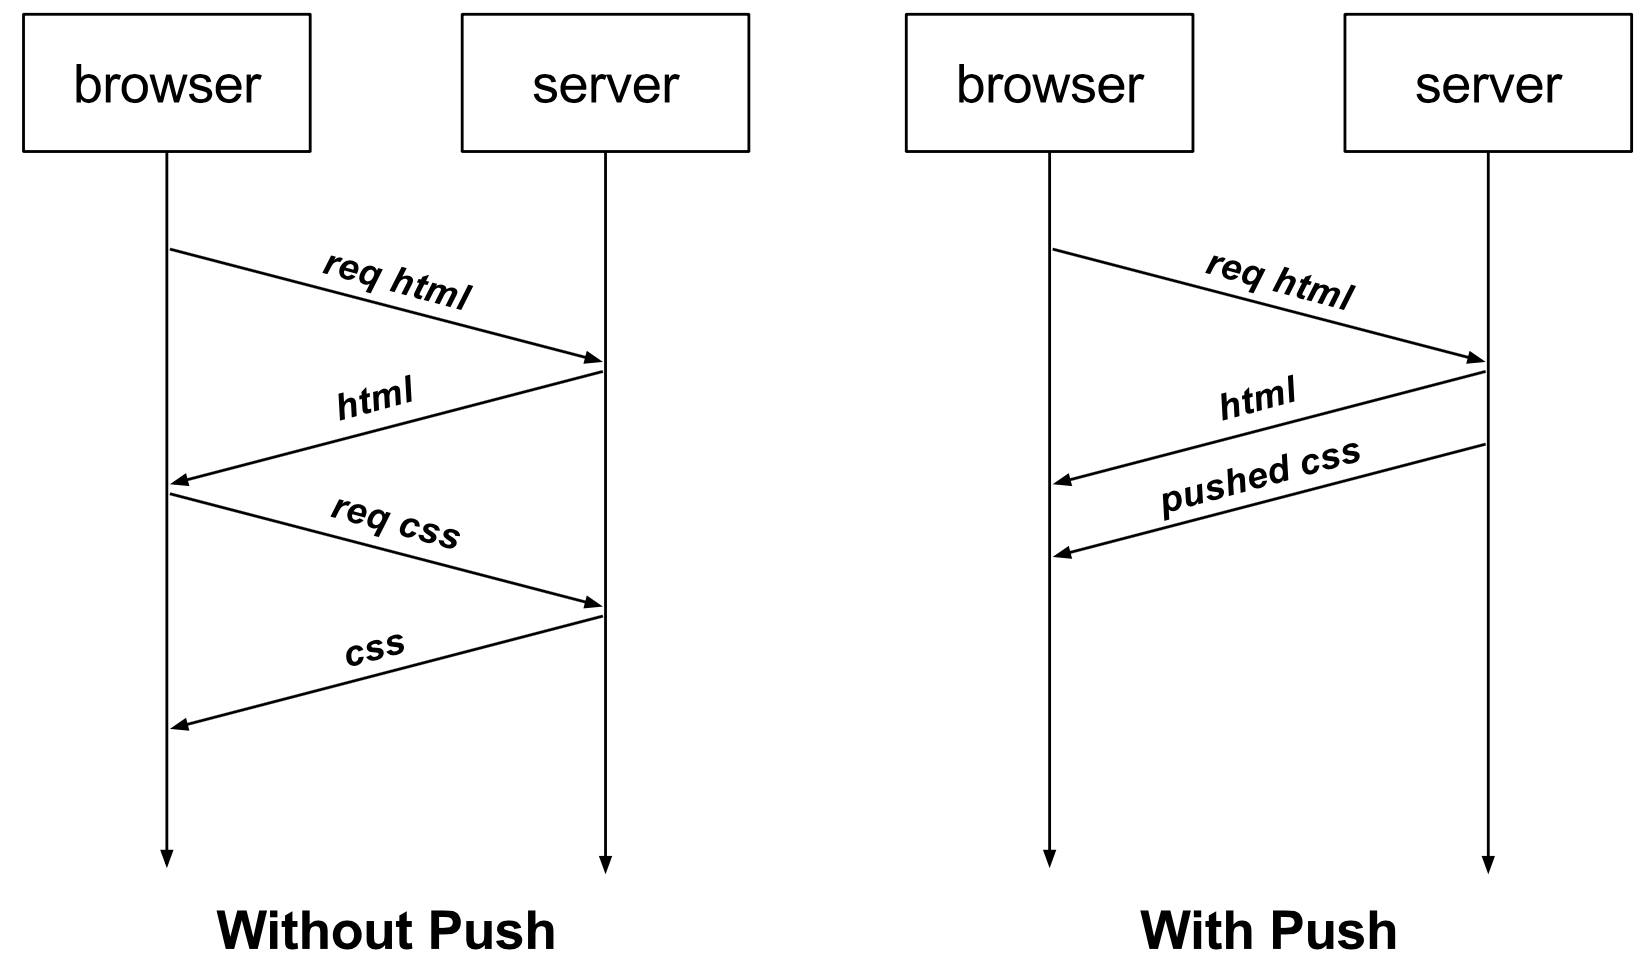 browser
server
req html
html
req css
css
Without Push
browser
server
req html
html
pushed css
With Push